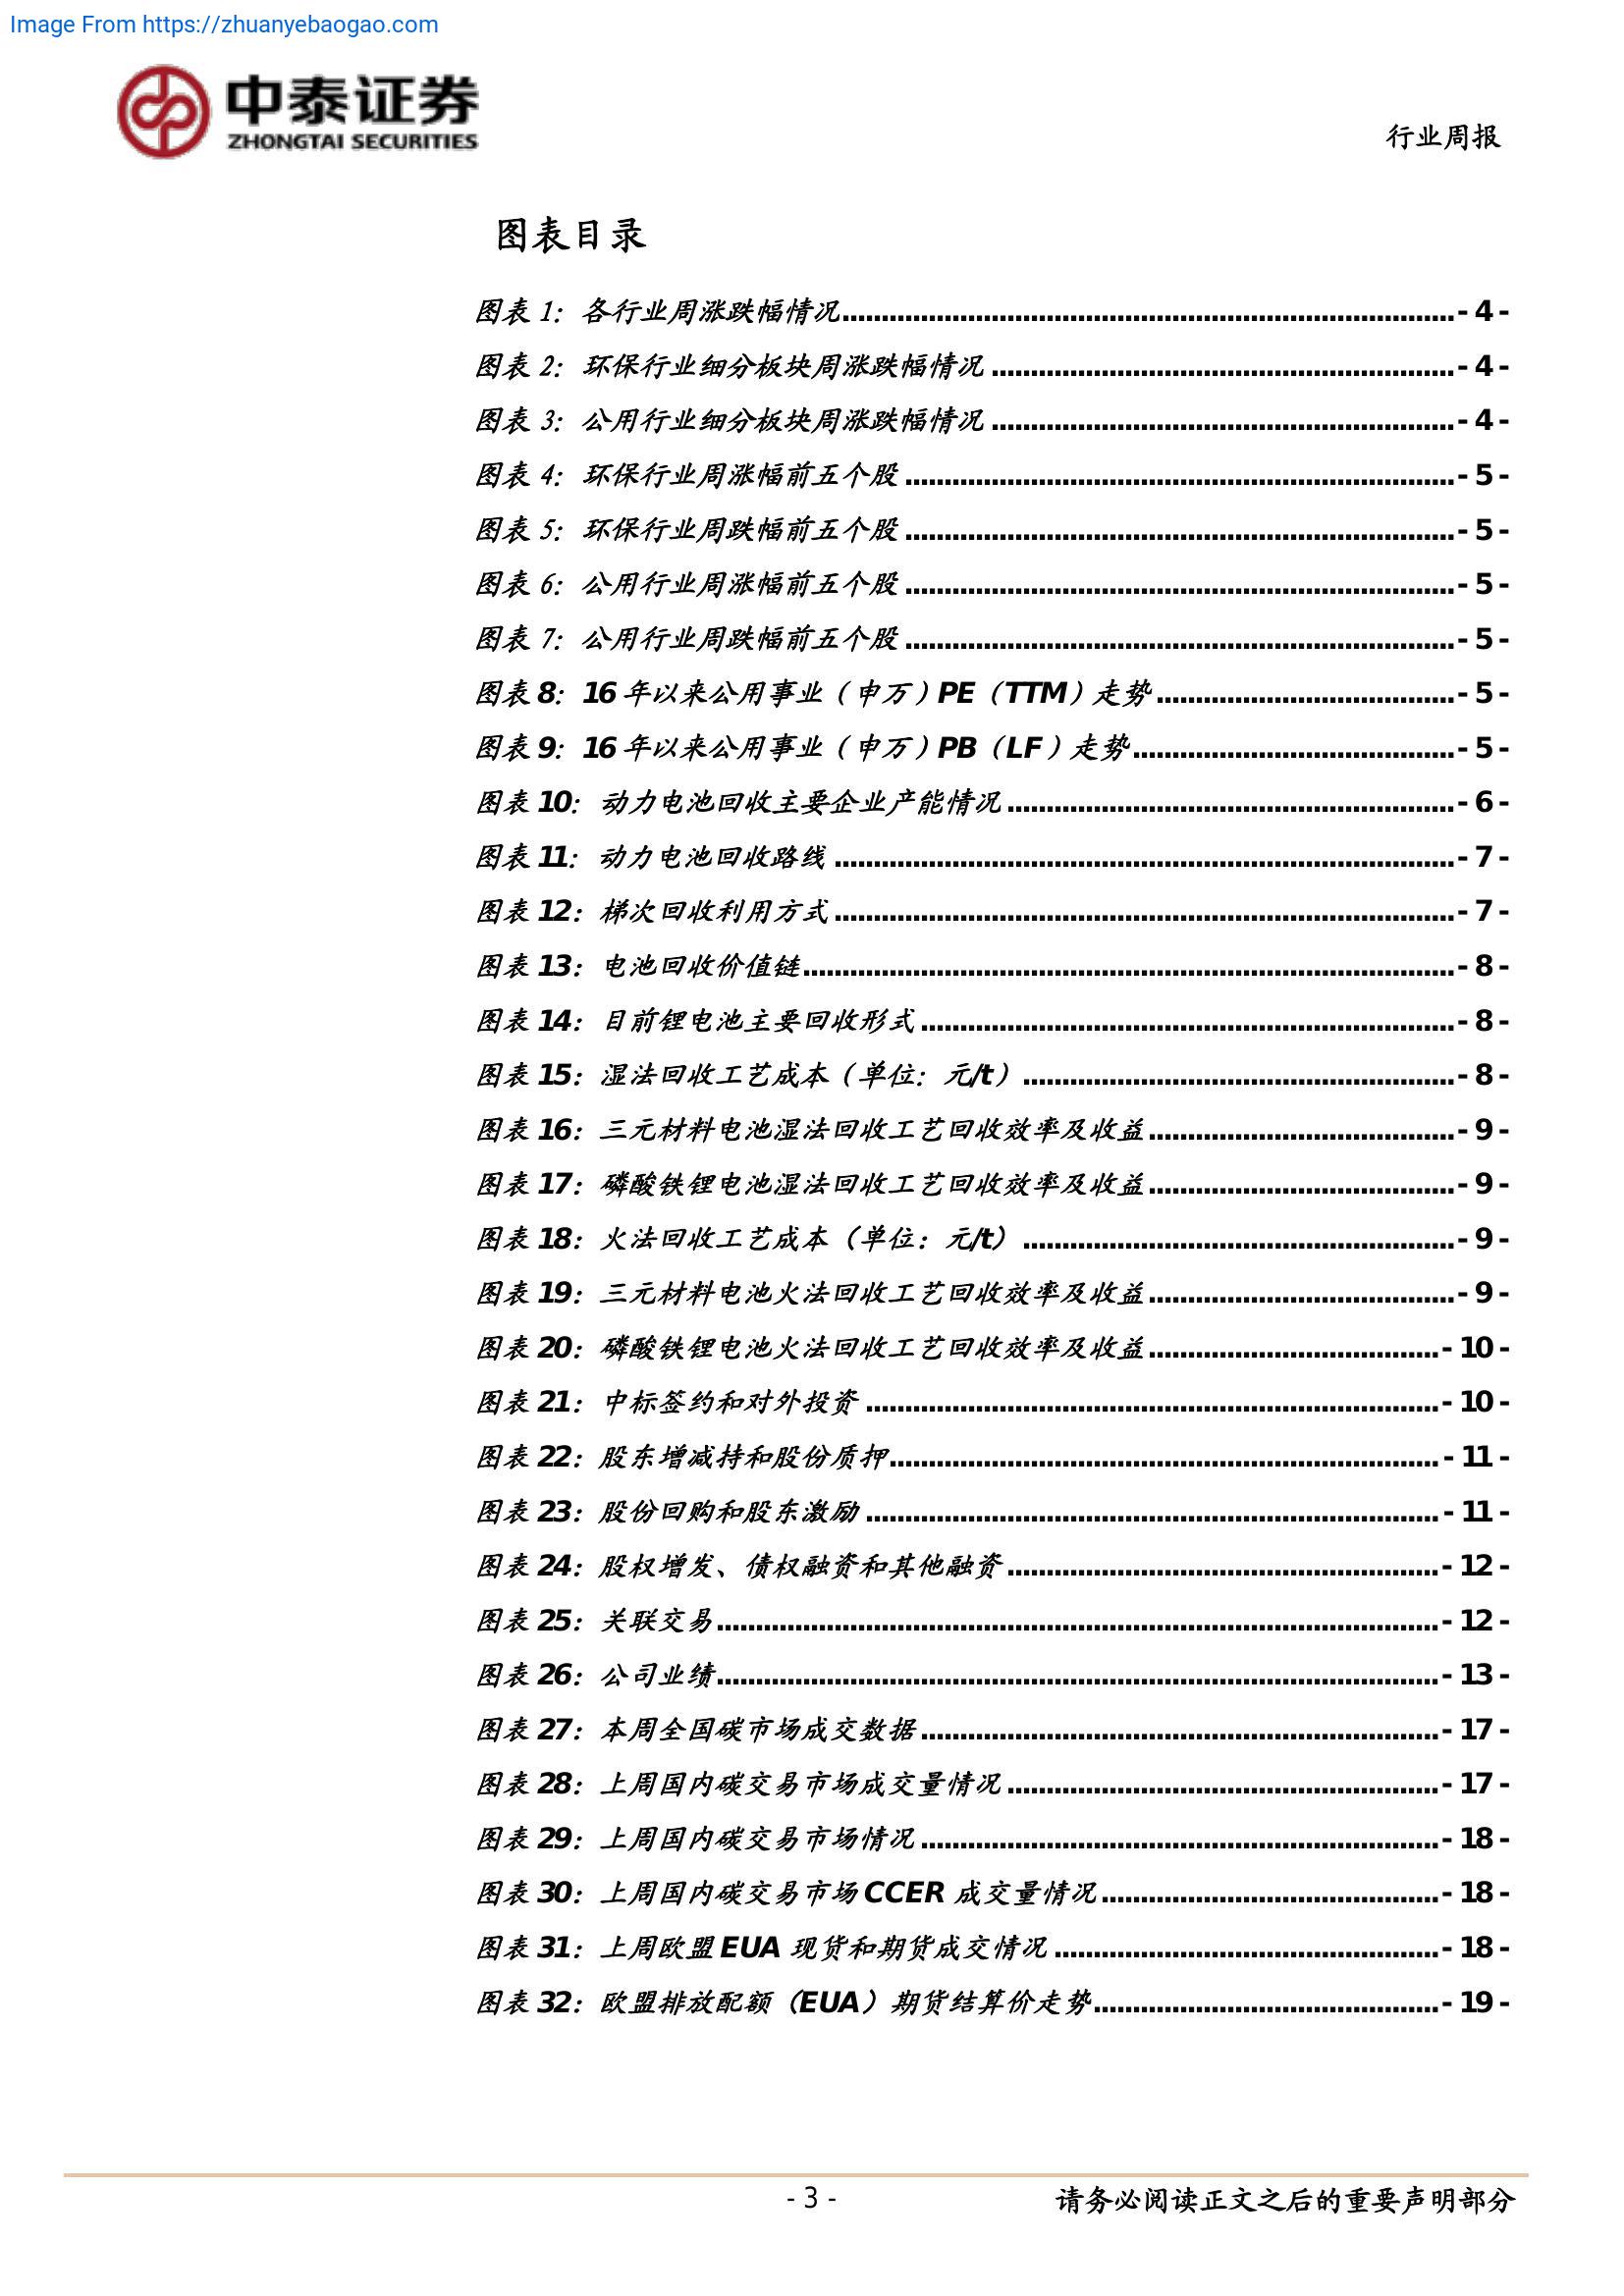 Image From https://zhuanyebaogao.com
中泰证券
ZHONGTAI SECURITIES
行业周报
图表目录
图表 1：各行业周涨跌幅情况....................- 4 -
图表 2：环保行业细分板块周涨跌幅情况....................- 4 -
图表 3：公用行业细分板块周涨跌幅情况....................- 4 -
图表 4：环保行业周涨幅前五个股....................- 5 -
图表 5：环保行业周跌幅前五个股....................- 5 -
图表 6：公用行业周涨幅前五个股....................- 5 -
图表 7：公用行业周跌幅前五个股....................- 5 -
图表 8：16 年以来公用事业（申万）PE（TTM）走势....................- 5 -
图表 9：16 年以来公用事业（申万）PB（LF）走势....................- 5 -
图表 10：动力电池回收主要企业产能情况....................- 6 -
图表 11：动力电池回收路线....................- 7 -
图表 12：梯次回收利用方式....................- 7 -
图表 13：电池回收价值链....................- 8 -
图表 14：目前锂电池主要回收形式....................- 8 -
图表 15：湿法回收工艺成本（单位：元/t）....................- 8 -
图表 16：三元材料电池湿法回收工艺回收效率及收益....................- 9 -
图表 17：磷酸铁锂电池湿法回收工艺回收效率及收益....................- 9 -
图表 18：火法回收工艺成本（单位：元/t）....................- 9 -
图表 19：三元材料电池火法回收工艺回收效率及收益....................- 9 -
图表 20：磷酸铁锂电池火法回收工艺回收效率及收益....................- 10 -
图表 21：中标签约和对外投资....................- 10 -
图表 22：股东增减持和股份质押....................- 11 -
图表 23：股份回购和股东激励....................- 11 -
图表 24：股权增发、债权融资和其他融资....................- 12 -
图表 25：关联交易....................- 12 -
图表 26：公司业绩....................- 13 -
图表 27：本周全国碳市场成交数据....................- 17 -
图表 28：上周国内碳交易市场成交量情况....................- 17 -
图表 29：上周国内碳交易市场情况....................- 18 -
图表 30：上周国内碳交易市场 CCER 成交量情况....................- 18 -
图表 31：上周欧盟 EUA 现货和期货成交情况....................- 18 -
图表 32：欧盟排放配额（EUA）期货结算价走势....................- 19 -
- 3 -
请务必阅读正文之后的重要声明部分